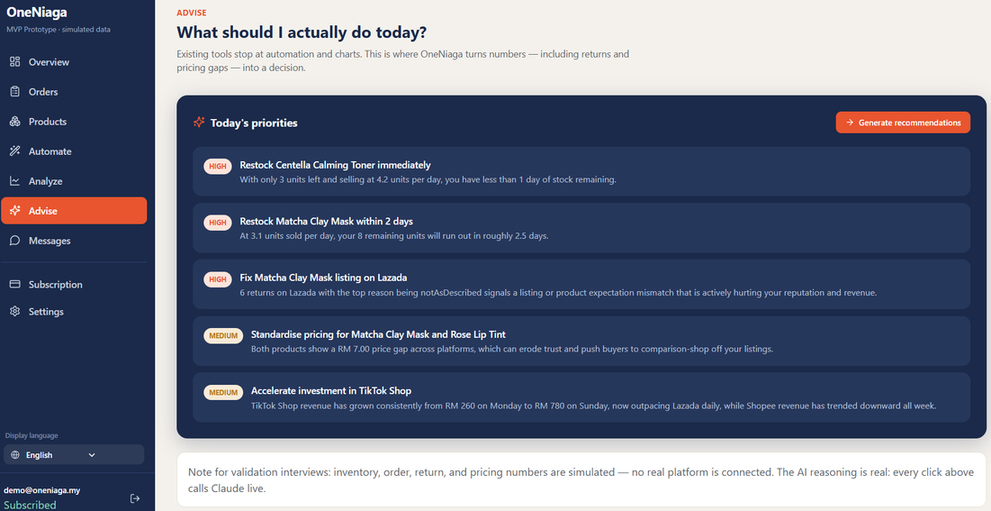 OneNiaga
MVP Prototype · simulated data
Overview
Orders
Products
Automate
Analyze
Advise
Messages
Subscription
Settings
Display language
English
demo@oneniaga.my
Subscribed
ADVISE
What should I actually do today?
Existing tools stop at automation and charts. This is where OneNiaga turns numbers — including returns and
pricing gaps — into a decision.
Today's priorities
Generate recommendations
HIGH
Restock Centella Calming Toner immediately
With only 3 units left and selling at 4.2 units per day, you have less than 1 day of stock remaining.
HIGH
Restock Matcha Clay Mask within 2 days
At 3.1 units sold per day, your 8 remaining units will run out in roughly 2.5 days.
HIGH
Fix Matcha Clay Mask listing on Lazada
6 returns on Lazada with the top reason being notAsDescribed signals a listing or product expectation mismatch that is actively hurting your reputation and revenue.
MEDIUM
Standardise pricing for Matcha Clay Mask and Rose Lip Tint
Both products show a RM 7.00 price gap across platforms, which can erode trust and push buyers to comparison-shop off your listings.
MEDIUM
Accelerate investment in TikTok Shop
TikTok Shop revenue has grown consistently from RM 260 on Monday to RM 780 on Sunday, now outpacing Lazada daily, while Shopee revenue has trended downward all week.
Note for validation interviews: inventory, order, return, and pricing numbers are simulated — no real platform is connected. The AI reasoning is real: every click above
calls Claude live.